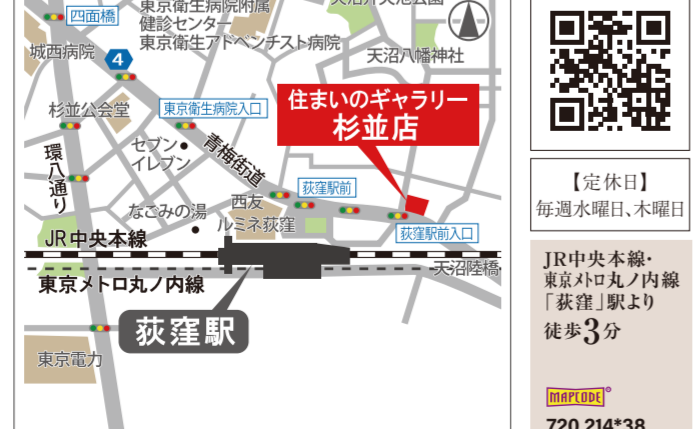 四面橋
東京衛生病院附属
健診センター
東京衛生アドベンチスト病院
城西病院
4
天沼八幡神社
杉並公会堂
東京衛生病院入口
住まいのギャラリー
杉並店
セブン
イレブン
青梅街道
環八通り
荻窪駅前
西友
なごみの湯
ルミネ荻窪
荻窪駅前入口
JR中央本線
天沼陸橋
東京メトロ丸ノ内線
荻窪駅
東京電力
【定休日】
毎週水曜日、木曜日
JR中央本線・
東京メトロ丸ノ内線
「荻窪」駅より
徒歩3分
MAPCODE
720 214*38